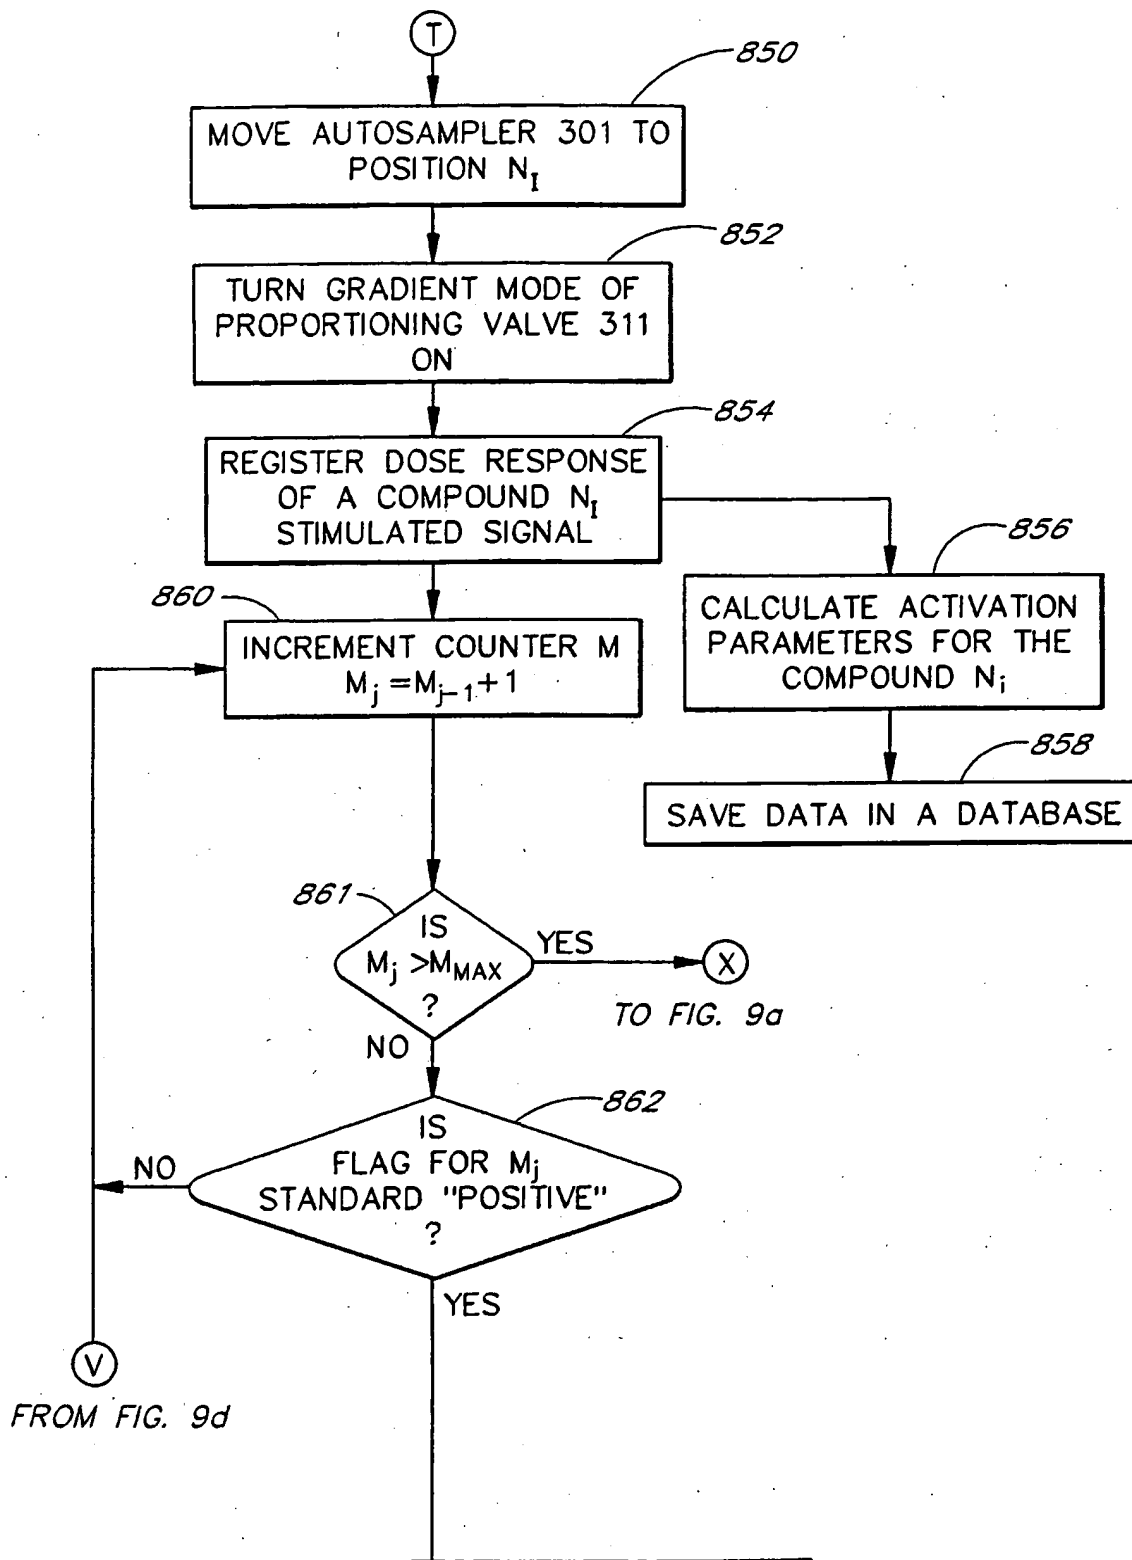 T
850
MOVE AUTOSAMPLER 301 TO
POSITION N_I
852
TURN GRADIENT MODE OF
PROPORTIONING VALVE 311
ON
854
REGISTER DOSE RESPONSE
OF A COMPOUND N_I
STIMULATED SIGNAL
856
CALCULATE ACTIVATION
PARAMETERS FOR THE
COMPOUND N_i
858
SAVE DATA IN A DATABASE
860
INCREMENT COUNTER M
M_j =M_j-1+1
861
IS
M_j >M_MAX
?
YES
X
TO FIG. 9a
NO
862
IS
FLAG FOR M_j
STANDARD "POSITIVE"
?
NO
YES
V
FROM FIG. 9d